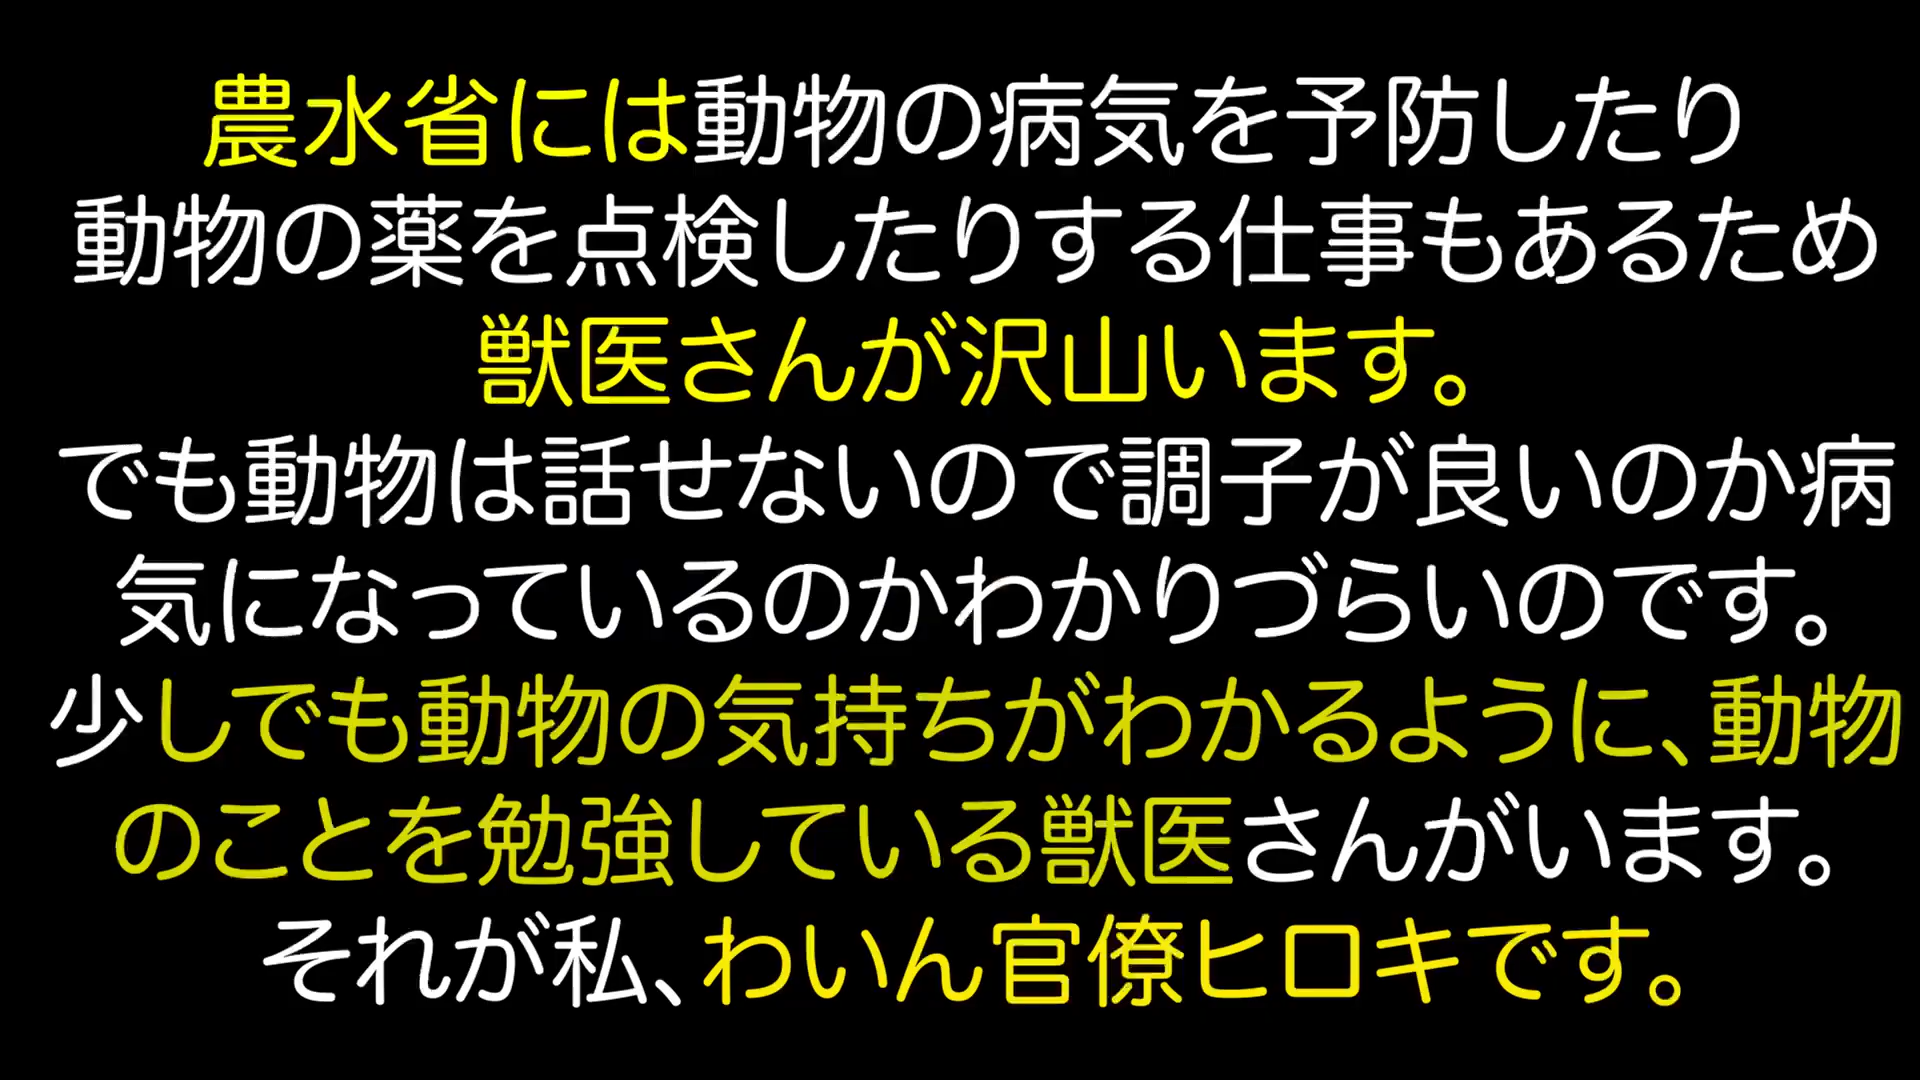 農水省には動物の病気を予防したり
動物の薬を点検したりする仕事もあるため
獣医さんが沢山います。
でも動物は話せないので調子が良いのか病
気になっているのかわかりづらいのです。
少しでも動物の気持ちがわかるように、動物
のことを勉強している獣医さんがいます。
それが私、わいん官僚ヒロキです。